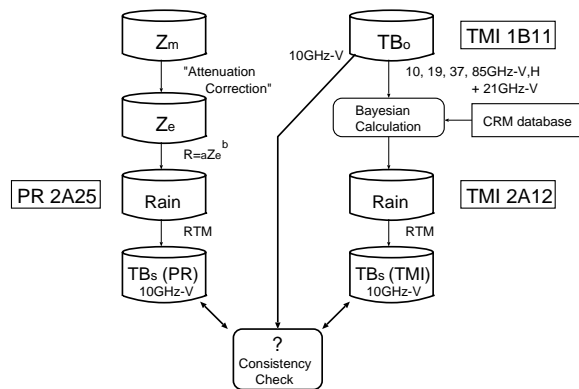 Zm
TBo
TMI 1B11
10GHz-V
"Attenuation
Correction"
10, 19, 37, 85GHz-V,H
+ 21GHz-V
Ze
Bayesian
Calculation
CRM database
R=aZe^b
PR 2A25
Rain
Rain
TMI 2A12
RTM
RTM
TBs (PR)
10GHz-V
TBs (TMI)
10GHz-V
?
Consistency
Check